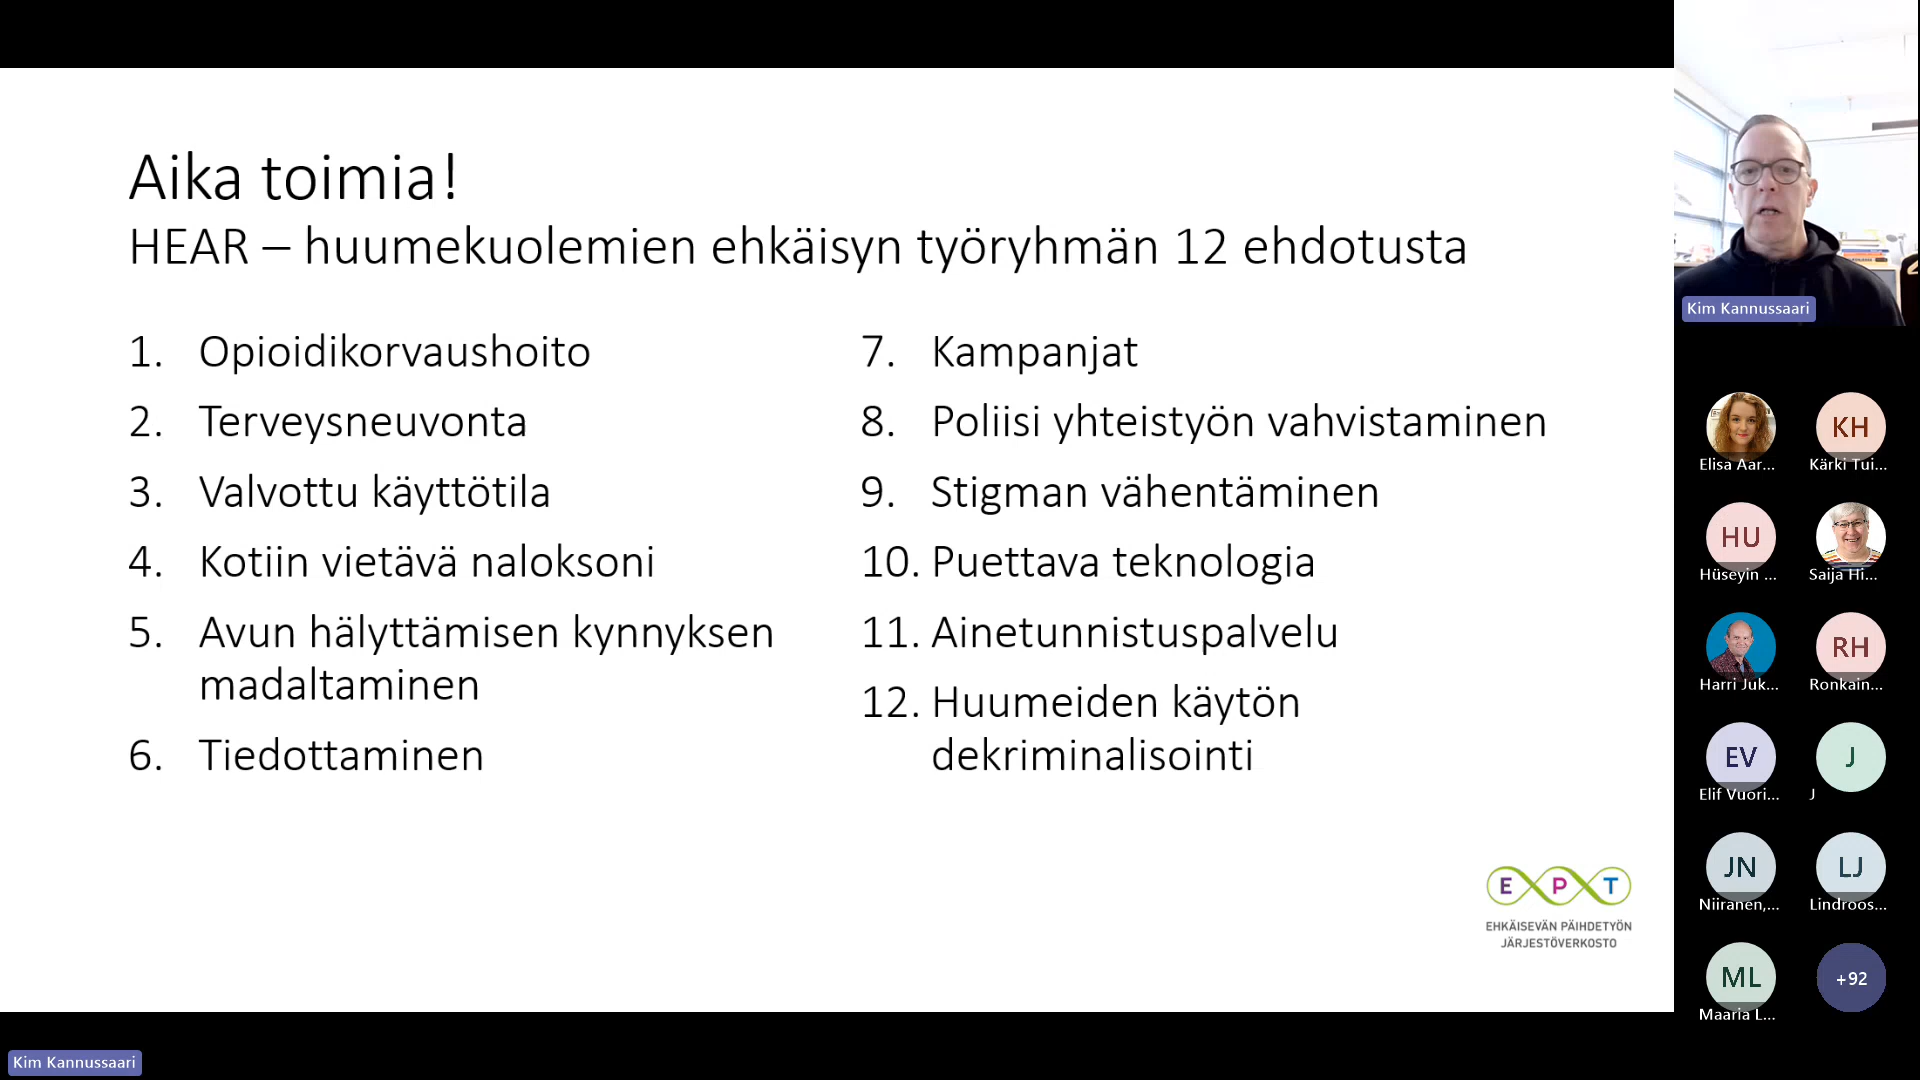 Aika toimia!
HEAR – huumekuolemien ehkäisyn työryhmän 12 ehdotusta
1. Opioidikorvaushoito
2. Terveysneuvonta
3. Valvottu käyttötila
4. Kotiin vietävä naloksoni
5. Avun hälyttämisen kynnyksen
madaltaminen
6. Tiedottaminen
7. Kampanjat
8. Poliisi yhteistyön vahvistaminen
9. Stigman vähentäminen
10. Puettava teknologia
11. Ainetunnistuspalvelu
12. Huumeiden käytön
dekriminalisointi
E P T
EHKÄISEVÄN PÄIHDETYÖN
JÄRJESTÖVERKOSTO
Kim Kannussaari
Elisa Aar...
KH
Kärki Tui...
HU
Hüseyin ...
Saija Hi...
Harri Juk...
RH
Ronkain...
EV
Elif Vuori...
J
J
JN
Niiranen,...
LJ
Lindroos...
ML
Maaria L...
+92
Kim Kannussaari